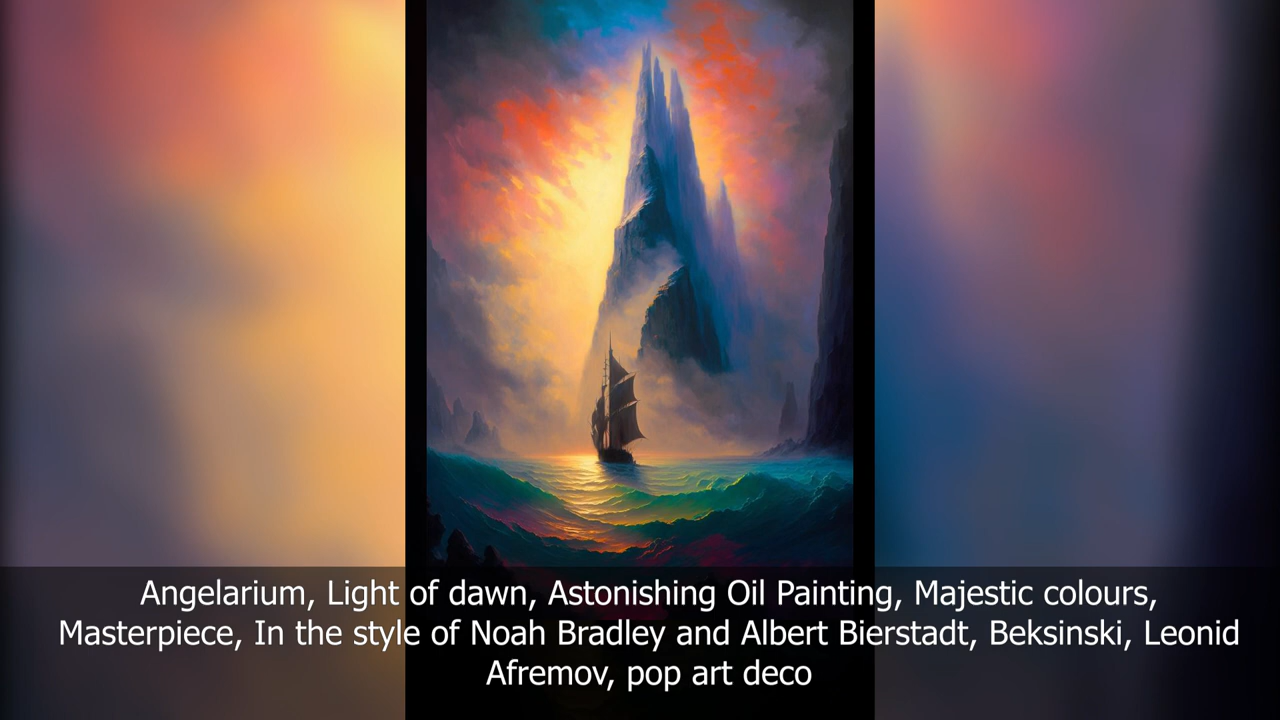 Angelarium, Light of dawn, Astonishing Oil Painting, Majestic colours,
Masterpiece, In the style of Noah Bradley and Albert Bierstadt, Beksinski, Leonid
Afremov, pop art deco